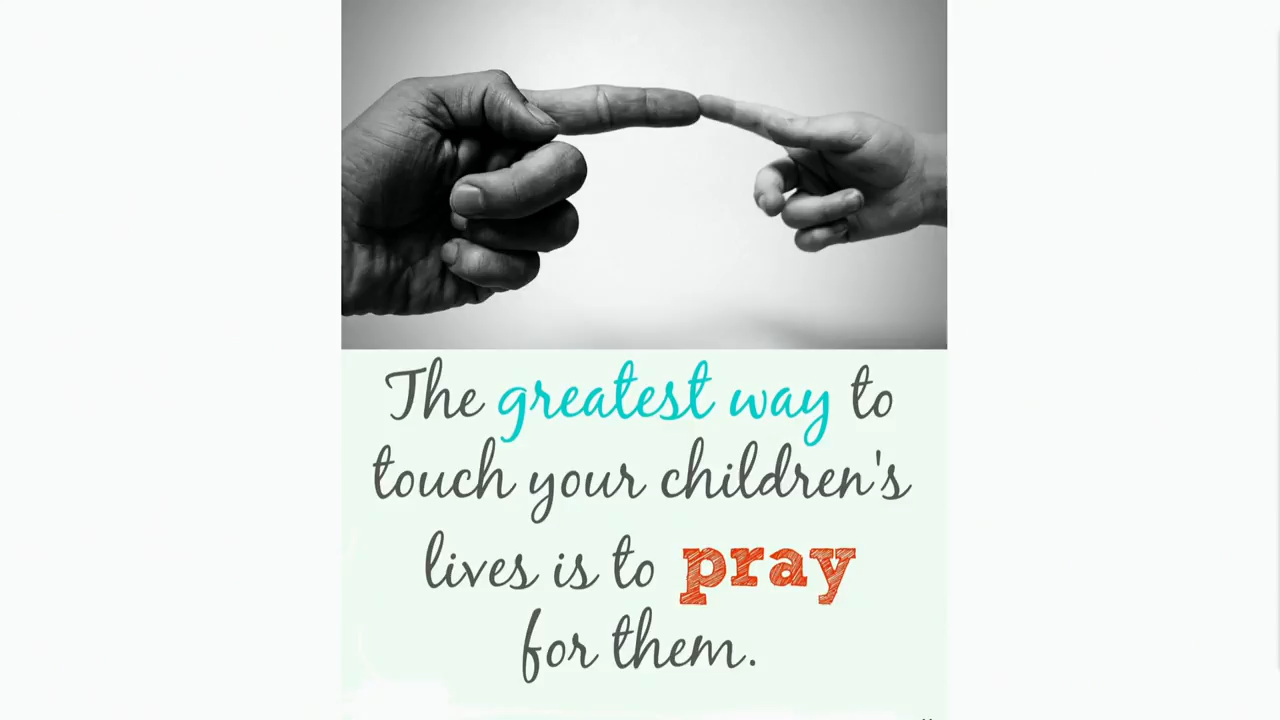 The greatest way to
touch your children's
lives is to pray
for them.